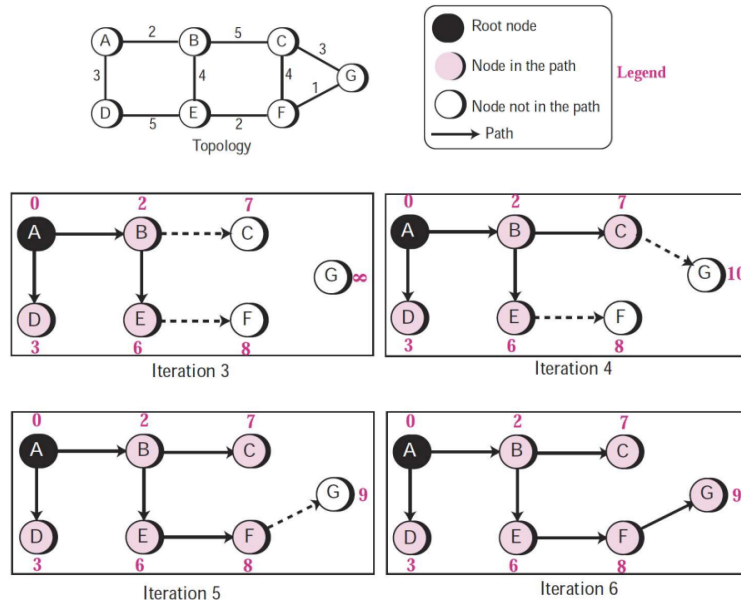 A 2 B 5 C
3 4 4 3 G
D 5 E 2 F 1
Topology
Root node
Node in the path
Node not in the path
Path
Legend
0 2 7
A B C
G ∞
D E F
3 6 8
Iteration 3
0 2 7
A B C
G 10
D E F
3 6 8
Iteration 4
0 2 7
A B C
G 9
D E F
3 6 8
Iteration 5
0 2 7
A B C
G 9
D E F
3 6 8
Iteration 6